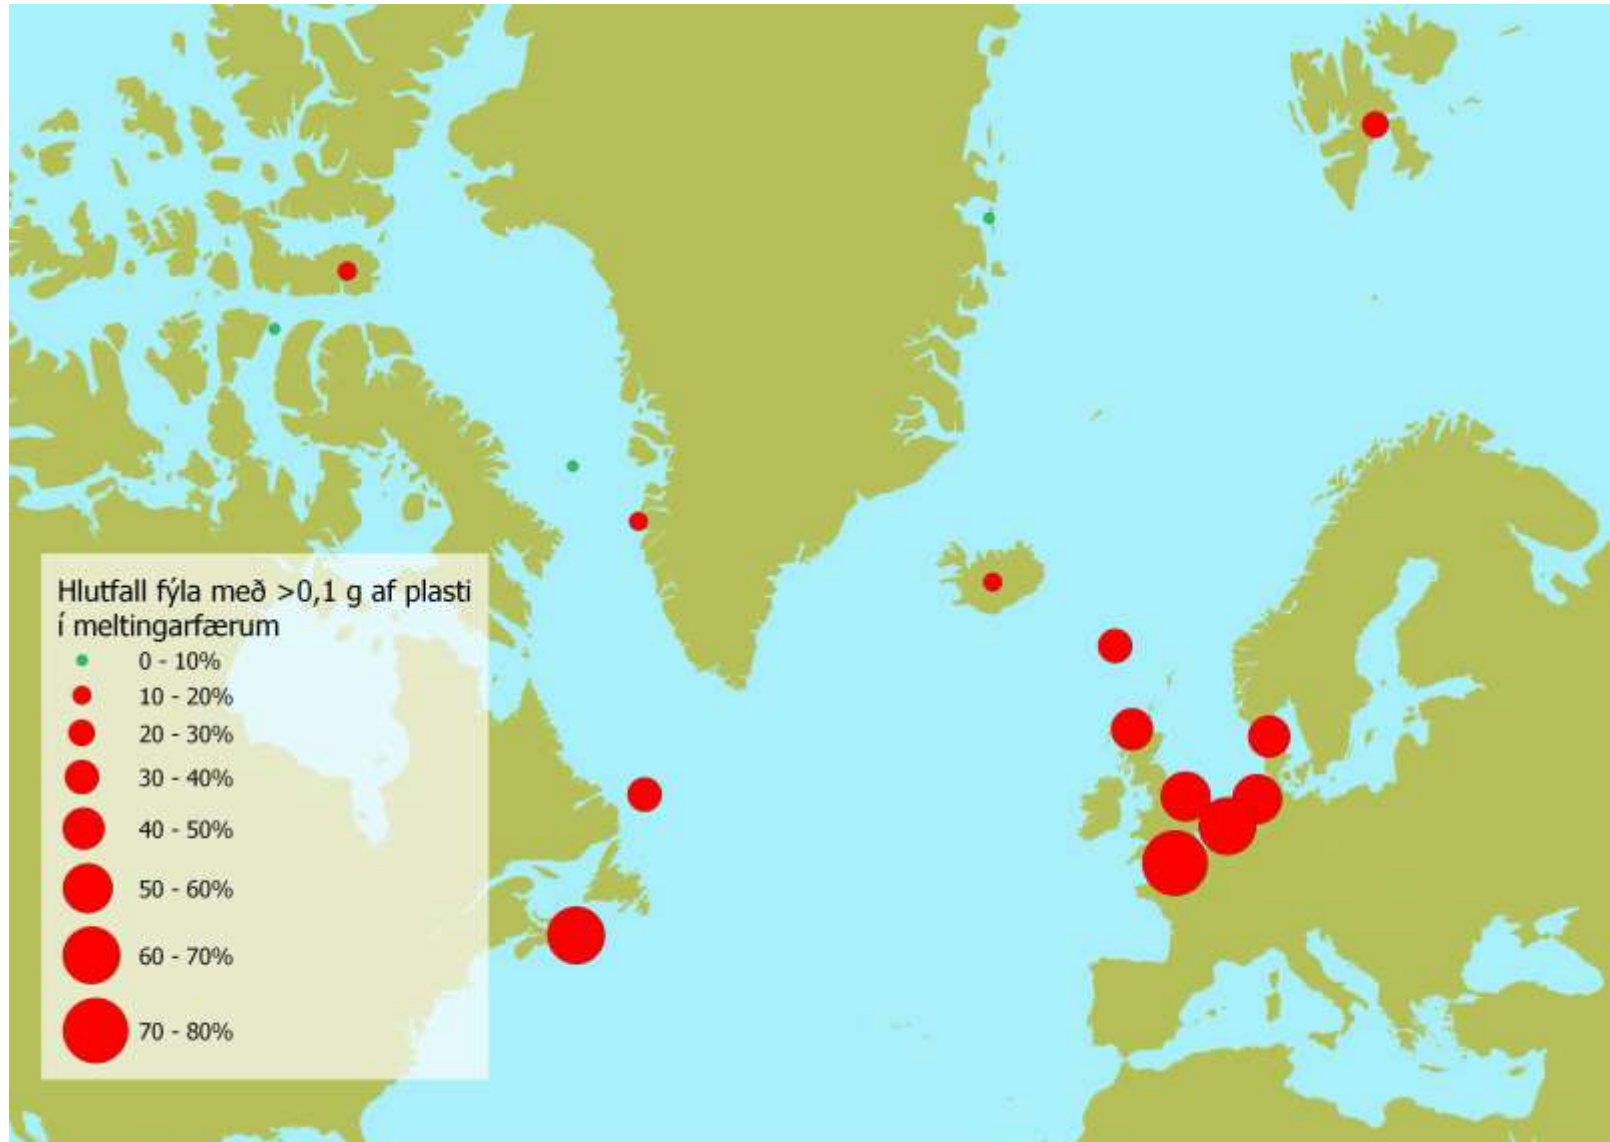 Hlutfall fýla með >0,1 g af plasti
í meltingarfærum
0 - 10%
10 - 20%
20 - 30%
30 - 40%
40 - 50%
50 - 60%
60 - 70%
70 - 80%